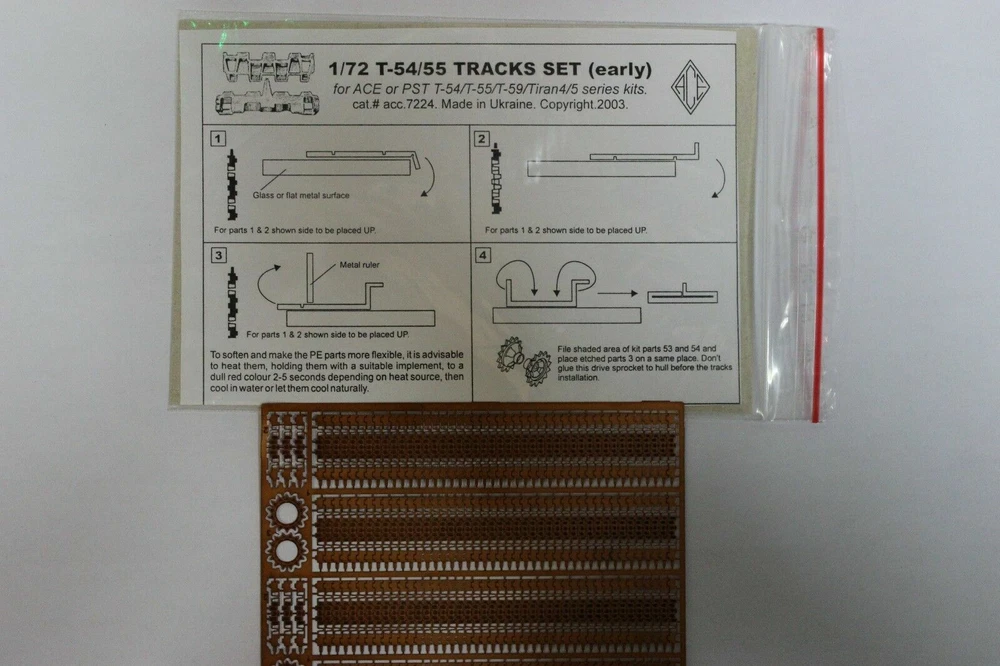 1/72 T-54/55 TRACKS SET (early)
for ACE or PST T-54/T-55/T-59/Tiran4/5 series kits.
cat.# acc.7224. Made in Ukraine. Copyright.2003.
ACE
1
Glass or flat metal surface
For parts 1 & 2 shown side to be placed UP.
2
For parts 1 & 2 shown side to be placed UP.
3
Metal ruler
For parts 1 & 2 shown side to be placed UP.
To soften and make the PE parts more flexible, it is advisable
to heat them, holding them with a suitable implement, to a
dull red colour 2-5 seconds depending on heat source, then
cool in water or let them cool naturally.
4
File shaded area of kit parts 53 and 54 and
place etched parts 3 on a same place. Don't
glue this drive sprocket to hull before the tracks
installation.